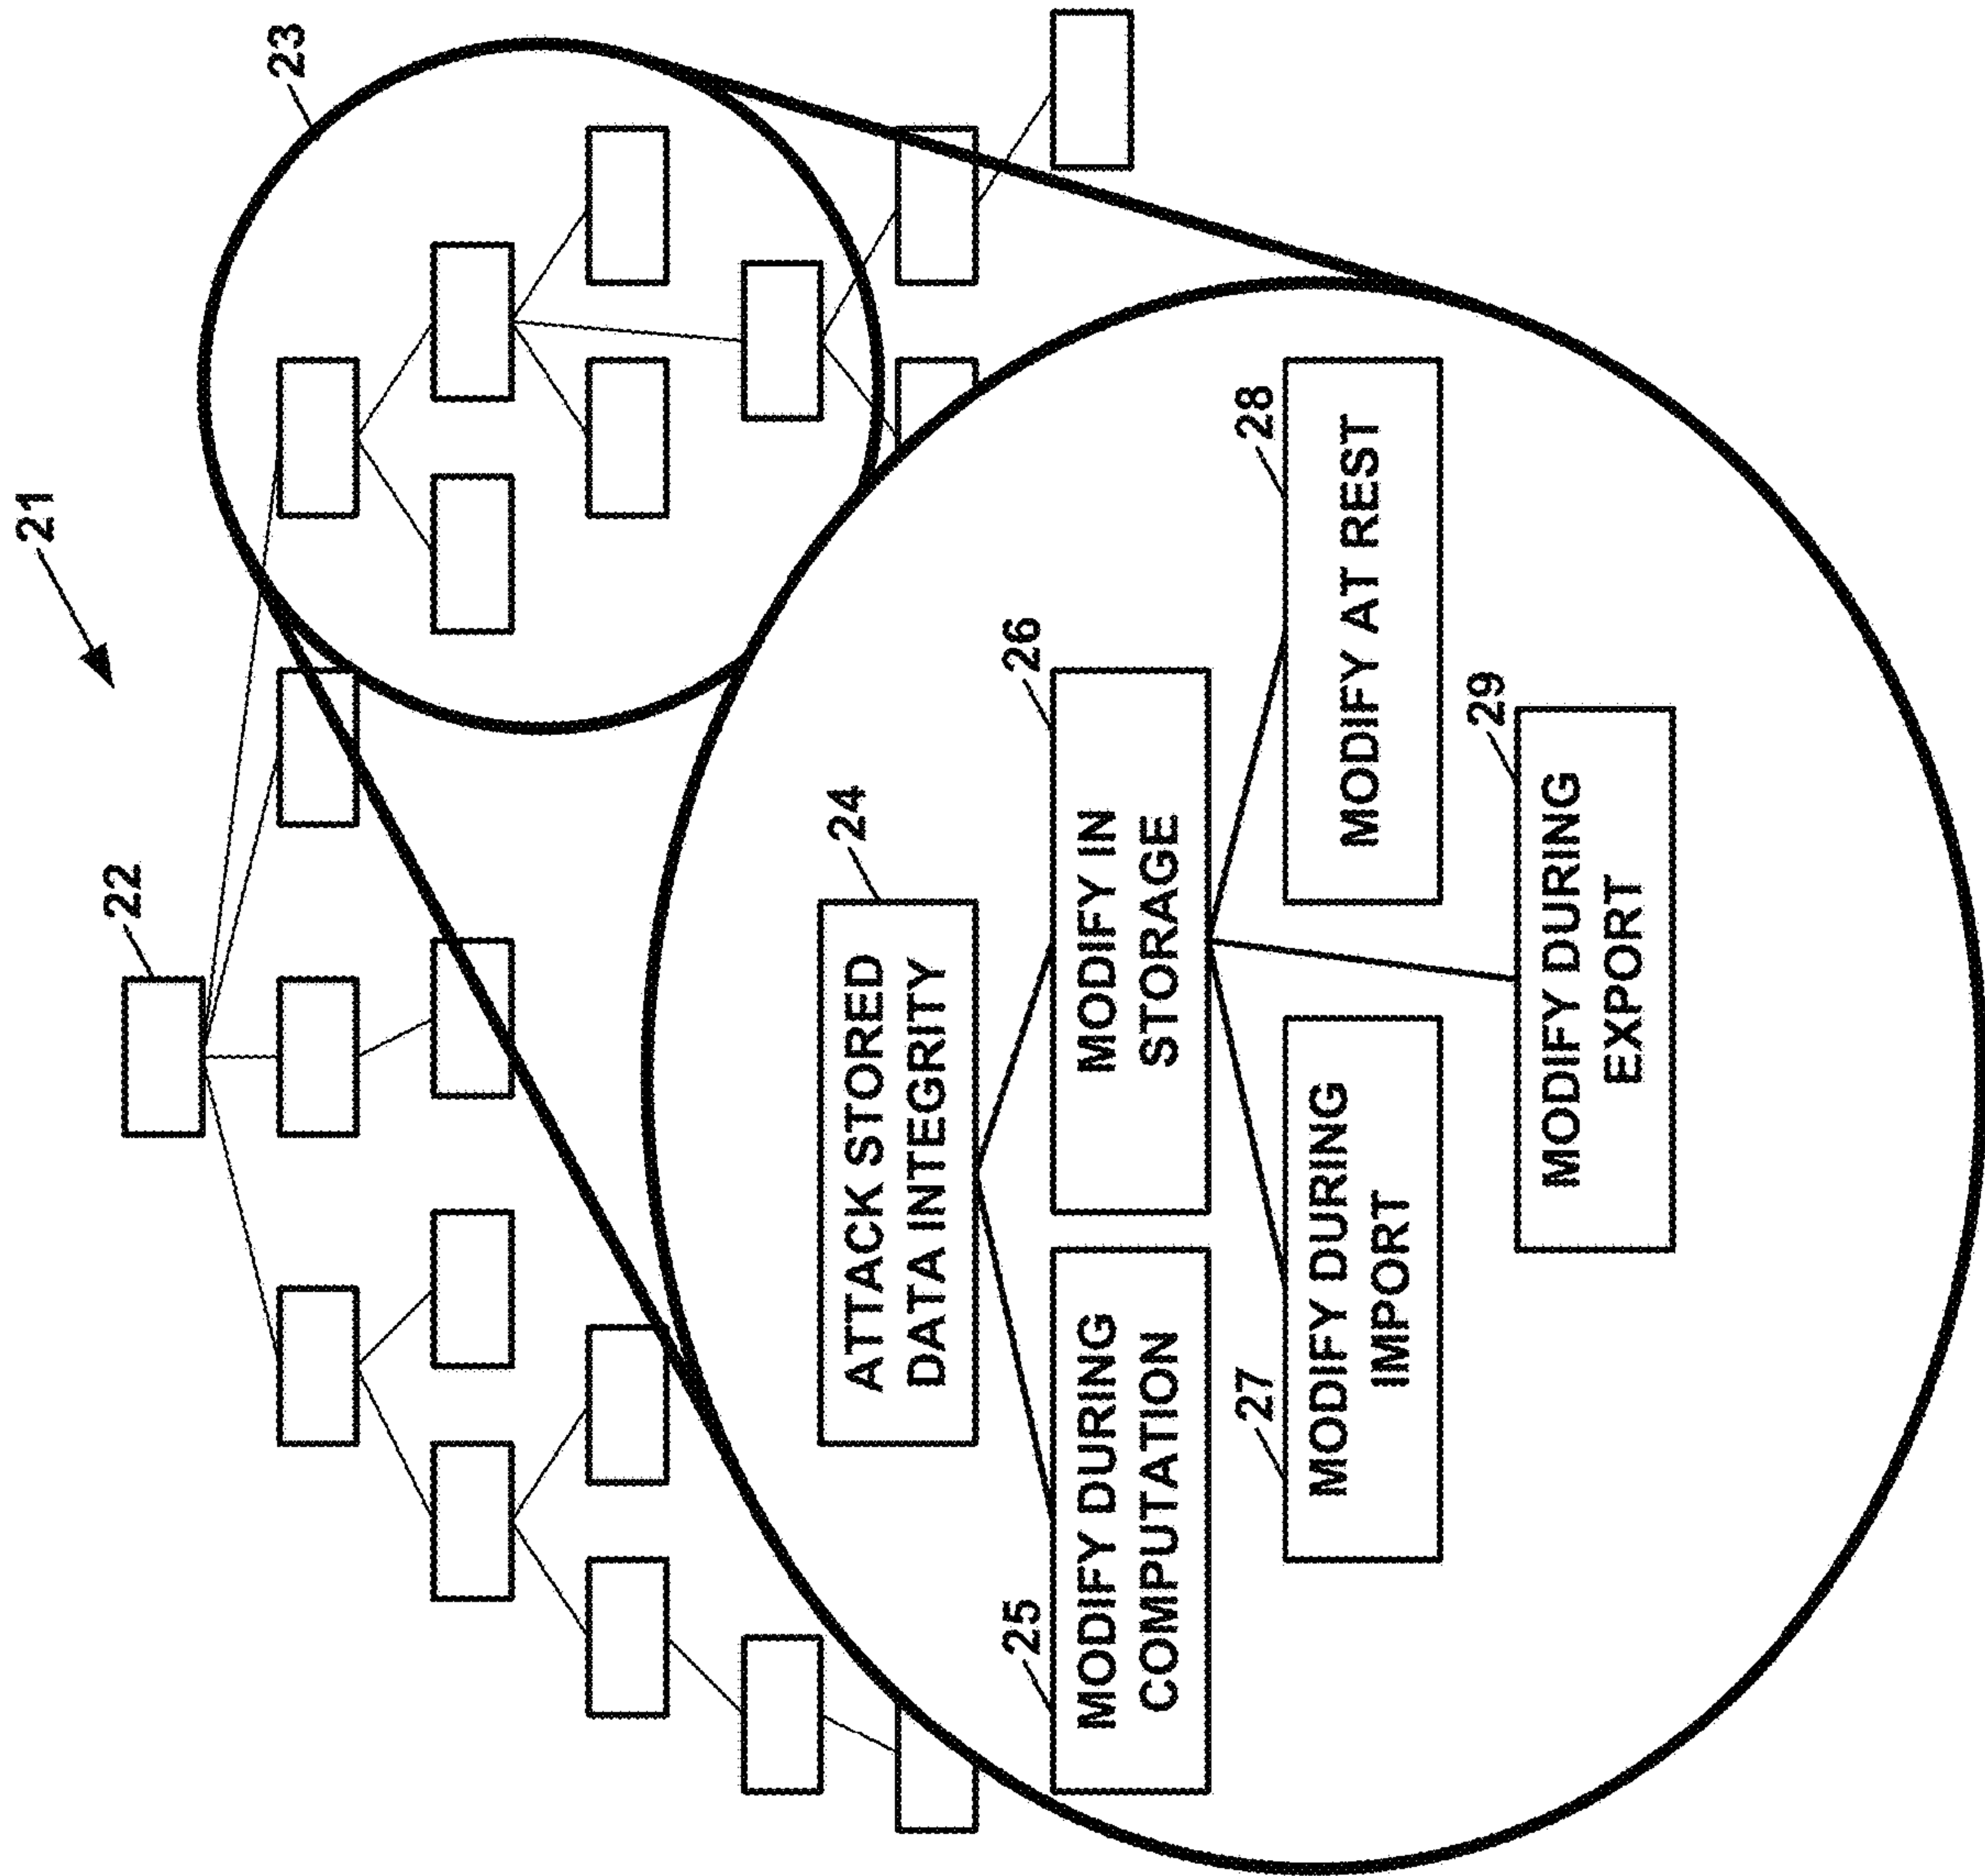 21
22
23
24
ATTACK STORED
DATA INTEGRITY
25
MODIFY DURING
COMPUTATION
26
MODIFY IN
STORAGE
27
MODIFY DURING
IMPORT
28
MODIFY AT REST
29
MODIFY DURING
EXPORT